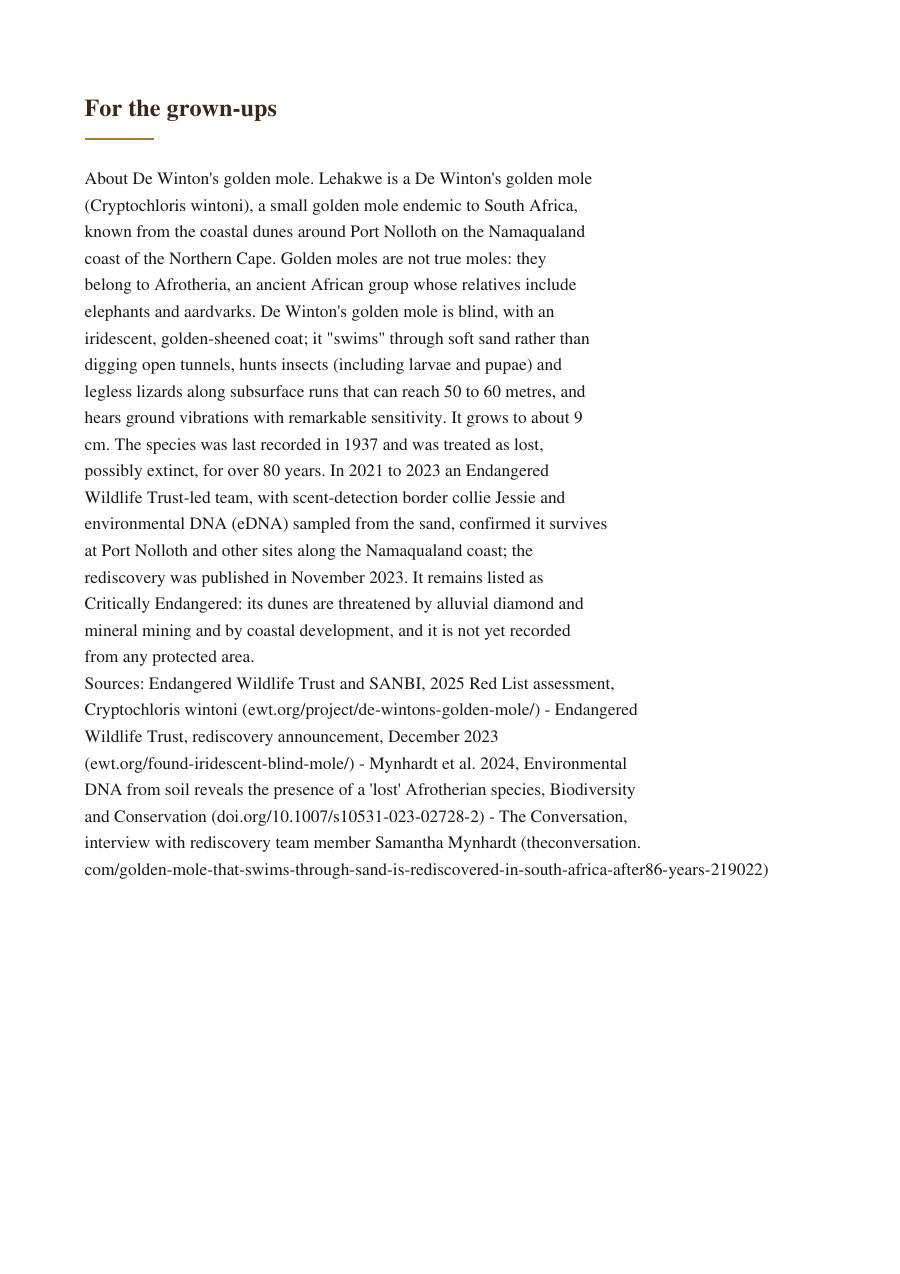 For the grown-ups
About De Winton's golden mole. Lehakwe is a De Winton's golden mole
(Cryptochloris wintoni), a small golden mole endemic to South Africa,
known from the coastal dunes around Port Nolloth on the Namaqualand
coast of the Northern Cape. Golden moles are not true moles: they
belong to Afrotheria, an ancient African group whose relatives include
elephants and aardvarks. De Winton's golden mole is blind, with an
iridescent, golden-sheened coat; it "swims" through soft sand rather than
digging open tunnels, hunts insects (including larvae and pupae) and
legless lizards along subsurface runs that can reach 50 to 60 metres, and
hears ground vibrations with remarkable sensitivity. It grows to about 9
cm. The species was last recorded in 1937 and was treated as lost,
possibly extinct, for over 80 years. In 2021 to 2023 an Endangered
Wildlife Trust-led team, with scent-detection border collie Jessie and
environmental DNA (eDNA) sampled from the sand, confirmed it survives
at Port Nolloth and other sites along the Namaqualand coast; the
rediscovery was published in November 2023. It remains listed as
Critically Endangered: its dunes are threatened by alluvial diamond and
mineral mining and by coastal development, and it is not yet recorded
from any protected area.
Sources: Endangered Wildlife Trust and SANBI, 2025 Red List assessment,
Cryptochloris wintoni (ewt.org/project/de-wintons-golden-mole/) - Endangered
Wildlife Trust, rediscovery announcement, December 2023
(ewt.org/found-iridescent-blind-mole/) - Mynhardt et al. 2024, Environmental
DNA from soil reveals the presence of a 'lost' Afrotherian species, Biodiversity
and Conservation (doi.org/10.1007/s10531-023-02728-2) - The Conversation,
interview with rediscovery team member Samantha Mynhardt (theconversation.
com/golden-mole-that-swims-through-sand-is-rediscovered-in-south-africa-after86-years-219022)